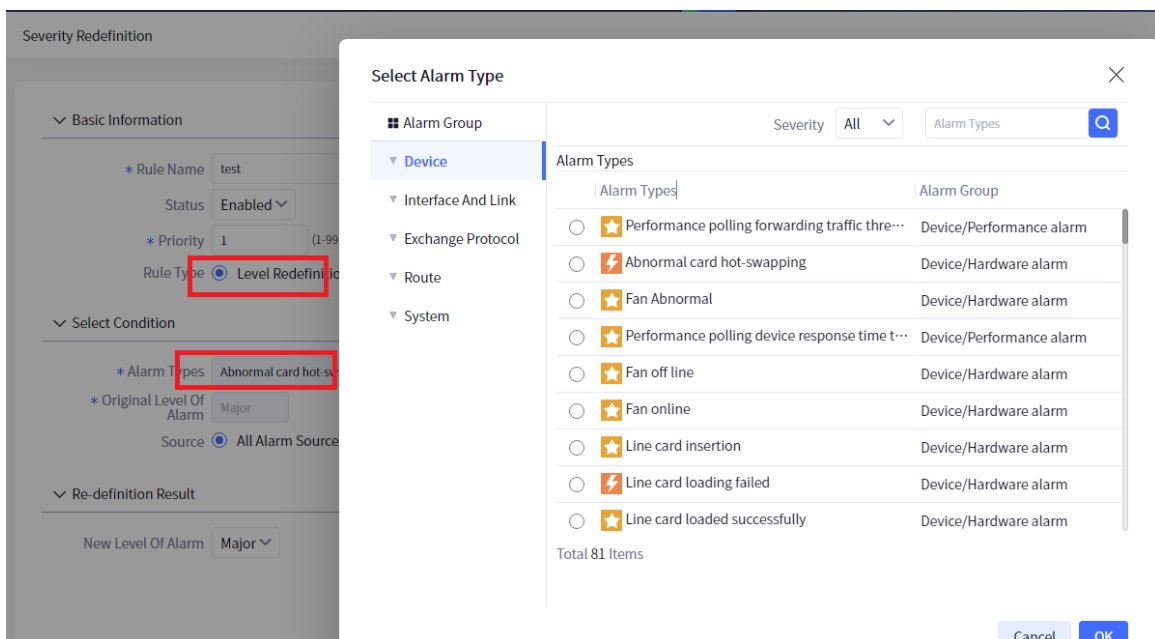 Severity Redefinition
Basic Information
* Rule Name test
Status Enabled
* Priority 1 (1-99
Rule Type Level Redefinitio
Select Condition
* Alarm Types Abnormal card hot-sw
* Original Level Of Alarm Major
Source All Alarm Source
Re-definition Result
New Level Of Alarm Major
Select Alarm Type
Alarm Group
Device
Interface And Link
Exchange Protocol
Route
System
Severity All Alarm Types
Alarm Types
Alarm Types Alarm Group
Performance polling forwarding traffic thre··· Device/Performance alarm
Abnormal card hot-swapping Device/Hardware alarm
Fan Abnormal Device/Hardware alarm
Performance polling device response time t··· Device/Performance alarm
Fan off line Device/Hardware alarm
Fan online Device/Hardware alarm
Line card insertion Device/Hardware alarm
Line card loading failed Device/Hardware alarm
Line card loaded successfully Device/Hardware alarm
Total 81 Items
Cancel OK